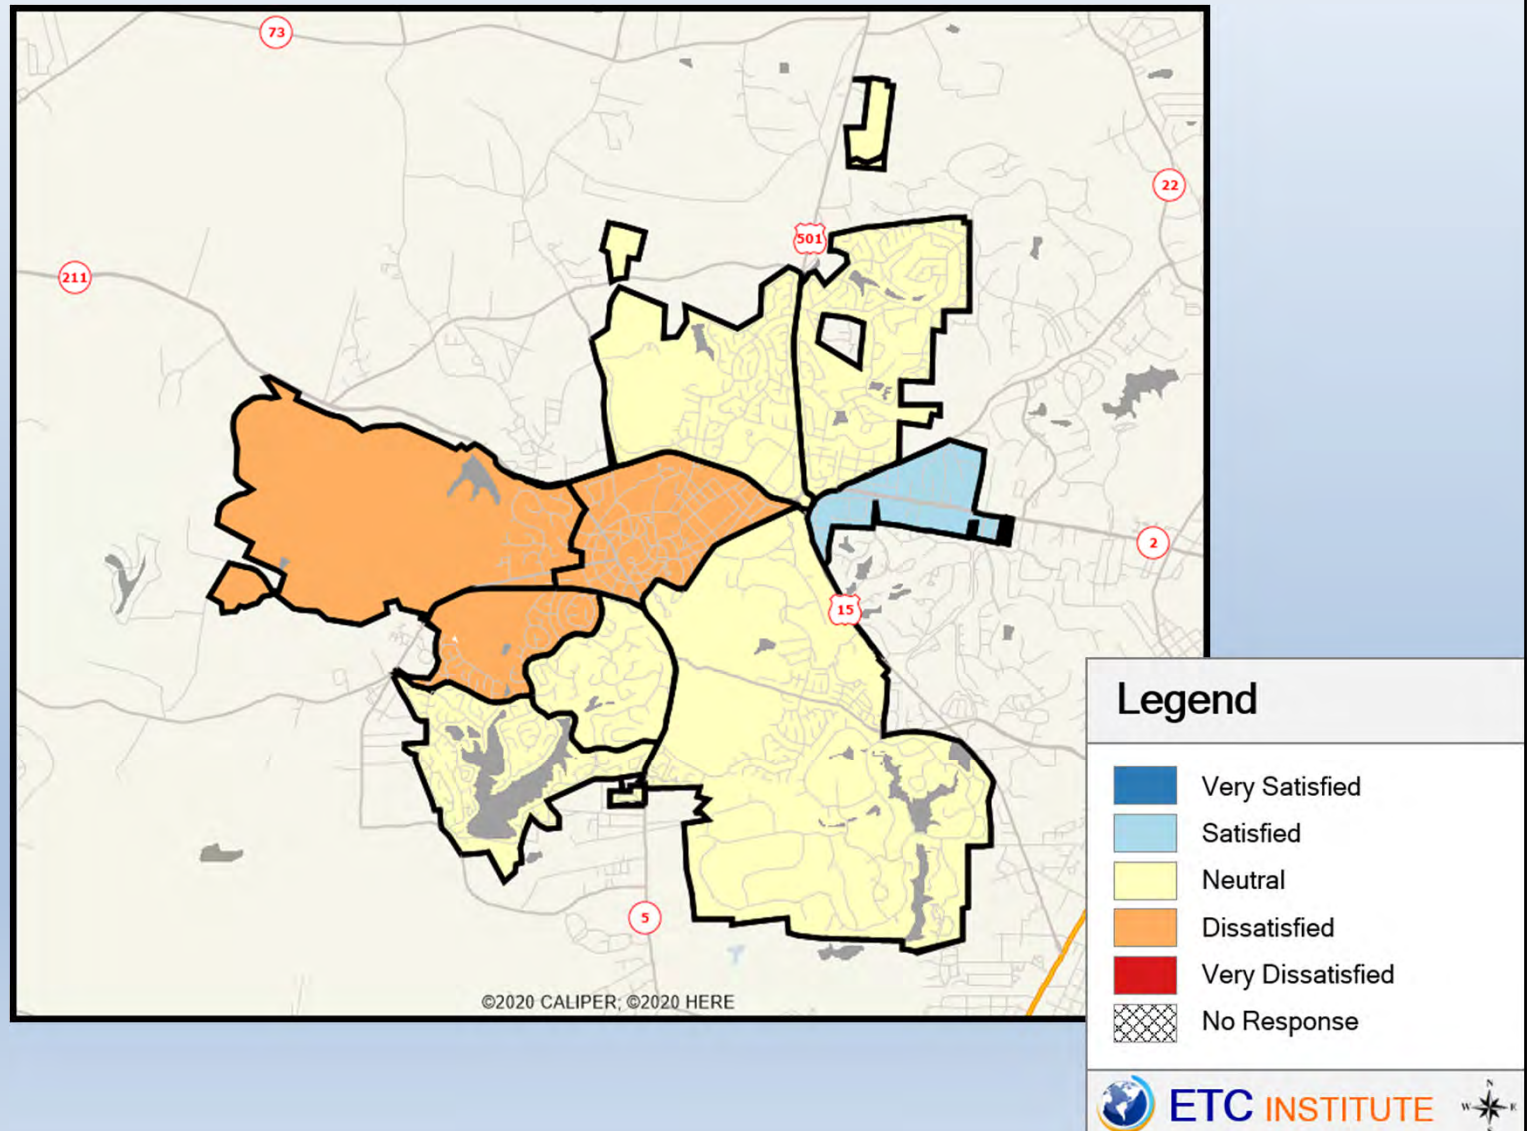 73
22
501
211
2
15
5
©2020 CALIPER; ©2020 HERE
Legend
Very Satisfied
Satisfied
Neutral
Dissatisfied
Very Dissatisfied
No Response
ETC INSTITUTE
N
W E
S